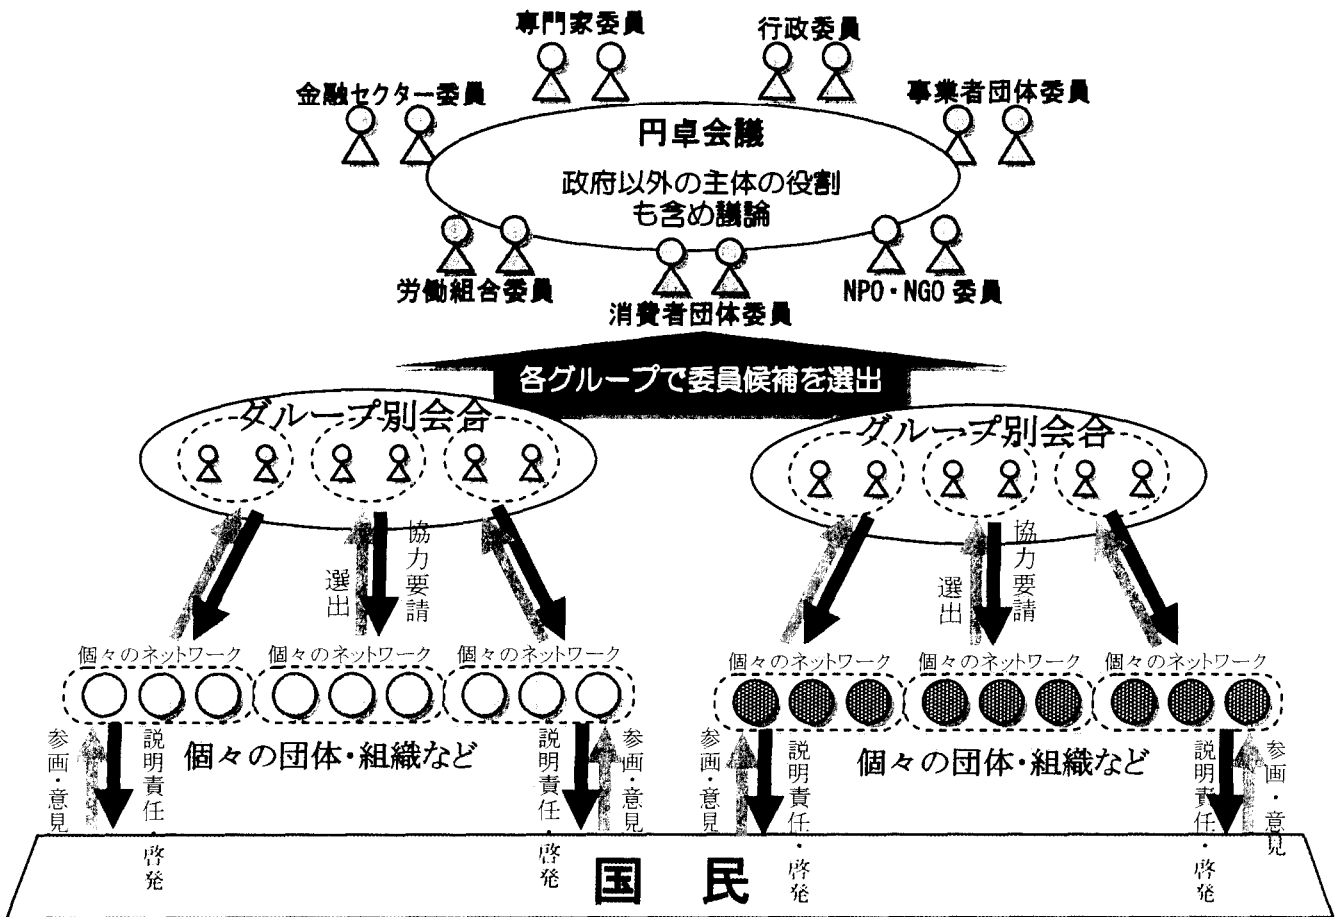 専門家委員
行政委員
金融セクター委員
事業者団体委員
円卓会議
政府以外の主体の役割
も含め議論
労働組合委員
消費者団体委員
NPO・NGO 委員
各グループで委員候補を選出
グループ別会合
グループ別会合
選出
協力要請
選出
協力要請
個々のネットワーク
個々のネットワーク
個々のネットワーク
個々のネットワーク
個々のネットワーク
個々のネットワーク
個々の団体・組織など
個々の団体・組織など
参画・意見
説明責任・啓発
説明責任・啓発
参画・意見
参画・意見
説明責任・啓発
説明責任・啓発
参画・意見
国 民